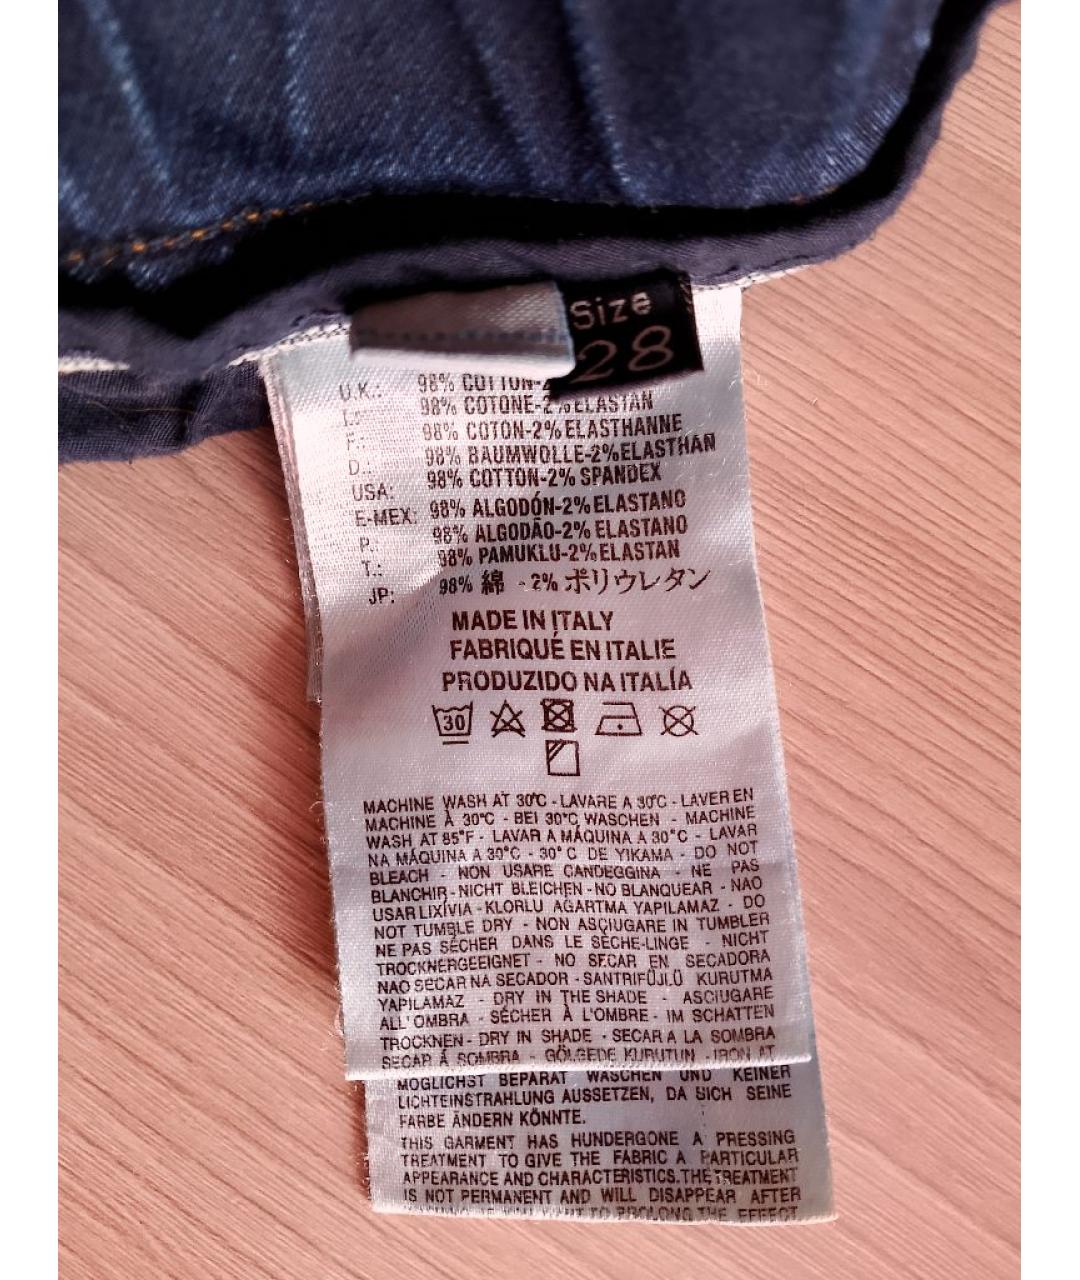 Size
28
U.K.: 98% COTTON-2
98% COTONE-2% ELASTAN
F: 98% COTON-2% ELASTHANNE
D.: 98% BAUMWOLLE-2% ELASTHAN
USA: 98% COTTON-2% SPANDEX
E-MEX: 98% ALGODÓN-2% ELASTANO
P.: 98% ALGODÃO-2% ELASTANO
T.: 98% PAMUKLU-2% ELASTAN
JP: 98% 綿 - 2% ポリウレタン
MADE IN ITALY
FABRIQUÉ EN ITALIE
PRODUZIDO NA ITALÍA
30
MACHINE WASH AT 30°C - LAVARE A 30°C - LAVER EN
MACHINE À 30°C - BEI 30°C WASCHEN - MACHINE
WASH AT 85°F - LAVAR A MÁQUINA A 30°C - LAVAR
NA MÁQUINA A 30°C - 30° C DE YIKAMA - DO NOT
BLEACH - NON USARE CANDEGGINA - NE PAS
BLANCHIR - NICHT BLEICHEN - NO BLANQUEAR - NAO
USAR LIXÍVIA - KLORLU AGARTMA YAPILAMAZ - DO
NOT TUMBLE DRY - NON ASCIUGARE IN TUMBLER
NE PAS SÉCHER DANS LE SÈCHE-LINGE - NICHT
TROCKNERGEEIGNET - NO SECAR EN SECADORA
NAO SECAR NA SECADOR - SANTRIFÜJLÜ KURUTMA
YAPILAMAZ - DRY IN THE SHADE - ASCIUGARE
ALL'OMBRA - SÉCHER À L'OMBRE - IM SCHATTEN
TROCKNEN - DRY IN SHADE - SECAR A LA SOMBRA
SECAR Á SOMBRA - GÖLGEDE KURUTUN - IRON AT
MÖGLICHST SEPARAT WASCHEN UND KEINER
LICHTEINSTRAHLUNG AUSSETZEN, DA SICH SEINE
FARBE ÄNDERN KÖNNTE.
THIS GARMENT HAS HUNDERGONE A PRESSING
TREATMENT TO GIVE THE FABRIC A PARTICULAR
APPEARANCE AND CHARACTERISTICS. THE TREATMENT
IS NOT PERMANENT AND WILL DISAPPEAR AFTER
TO PROLONG THE EFFECT